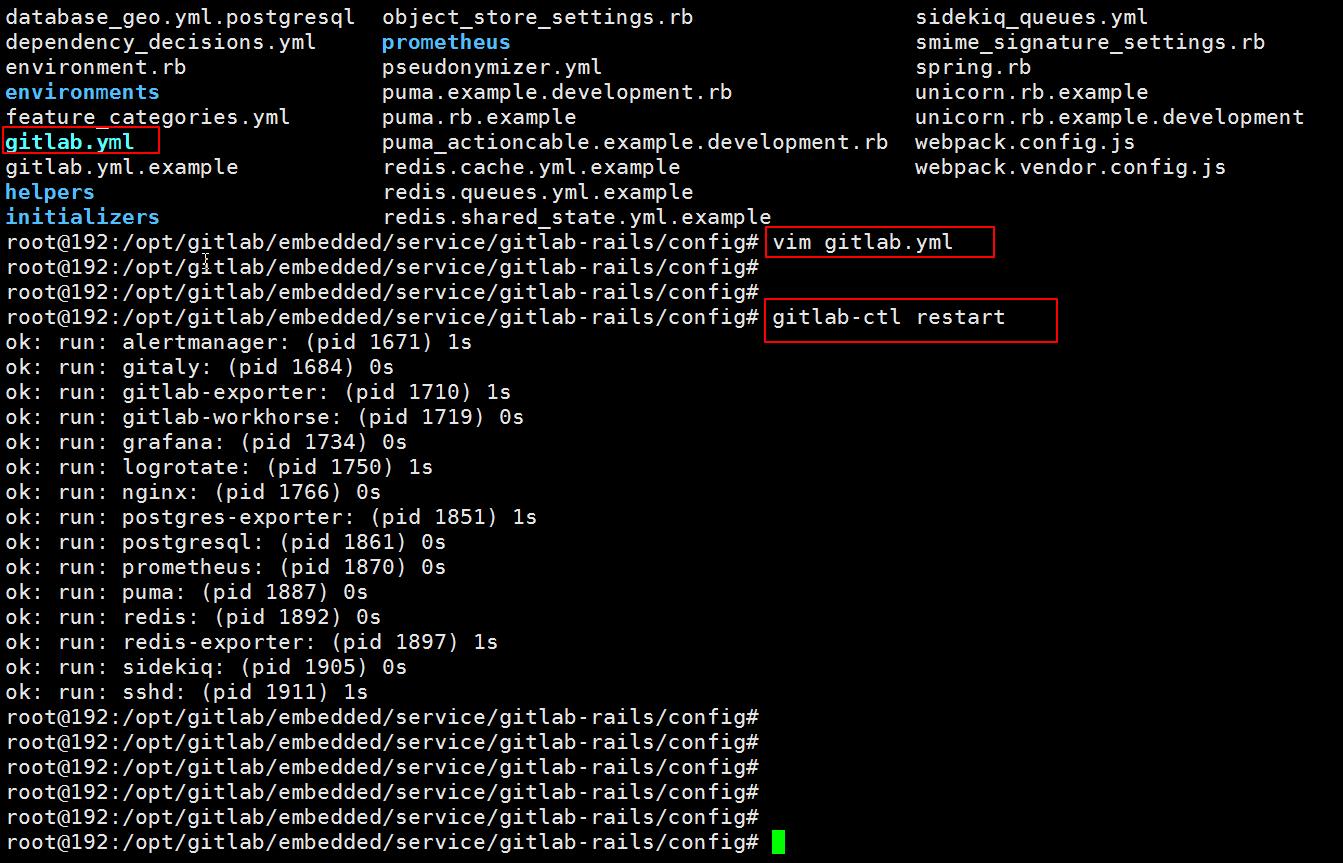 database_geo.yml.postgresql object_store_settings.rb sidekiq_queues.yml
dependency_decisions.yml prometheus smime_signature_settings.rb
environment.rb pseudonymizer.yml spring.rb
environments puma.example.development.rb unicorn.rb.example
feature_categories.yml puma.rb.example unicorn.rb.example.development
gitlab.yml puma_actioncable.example.development.rb webpack.config.js
gitlab.yml.example redis.cache.yml.example webpack.vendor.config.js
helpers redis.queues.yml.example
initializers redis.shared_state.yml.example
root@192:/opt/gitlab/embedded/service/gitlab-rails/config# vim gitlab.yml
root@192:/opt/gitlab/embedded/service/gitlab-rails/config#
root@192:/opt/gitlab/embedded/service/gitlab-rails/config#
root@192:/opt/gitlab/embedded/service/gitlab-rails/config# gitlab-ctl restart
ok: run: alertmanager: (pid 1671) 1s
ok: run: gitaly: (pid 1684) 0s
ok: run: gitlab-exporter: (pid 1710) 1s
ok: run: gitlab-workhorse: (pid 1719) 0s
ok: run: grafana: (pid 1734) 0s
ok: run: logrotate: (pid 1750) 1s
ok: run: nginx: (pid 1766) 0s
ok: run: postgres-exporter: (pid 1851) 1s
ok: run: postgresql: (pid 1861) 0s
ok: run: prometheus: (pid 1870) 0s
ok: run: puma: (pid 1887) 0s
ok: run: redis: (pid 1892) 0s
ok: run: redis-exporter: (pid 1897) 1s
ok: run: sidekiq: (pid 1905) 0s
ok: run: sshd: (pid 1911) 1s
root@192:/opt/gitlab/embedded/service/gitlab-rails/config#
root@192:/opt/gitlab/embedded/service/gitlab-rails/config#
root@192:/opt/gitlab/embedded/service/gitlab-rails/config#
root@192:/opt/gitlab/embedded/service/gitlab-rails/config#
root@192:/opt/gitlab/embedded/service/gitlab-rails/config#
root@192:/opt/gitlab/embedded/service/gitlab-rails/config#